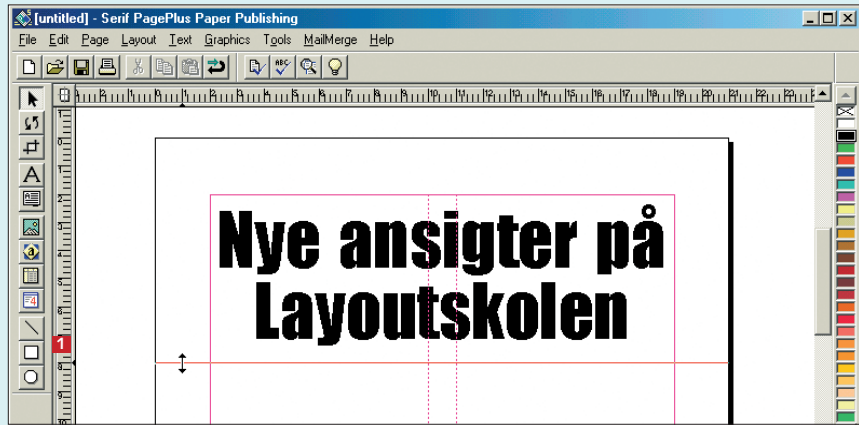 [untitled] - Serif PagePlus Paper Publishing
File Edit Page Layout Text Graphics Tools MailMerge Help
ABC
Nye ansigter på
Layoutskolen
1